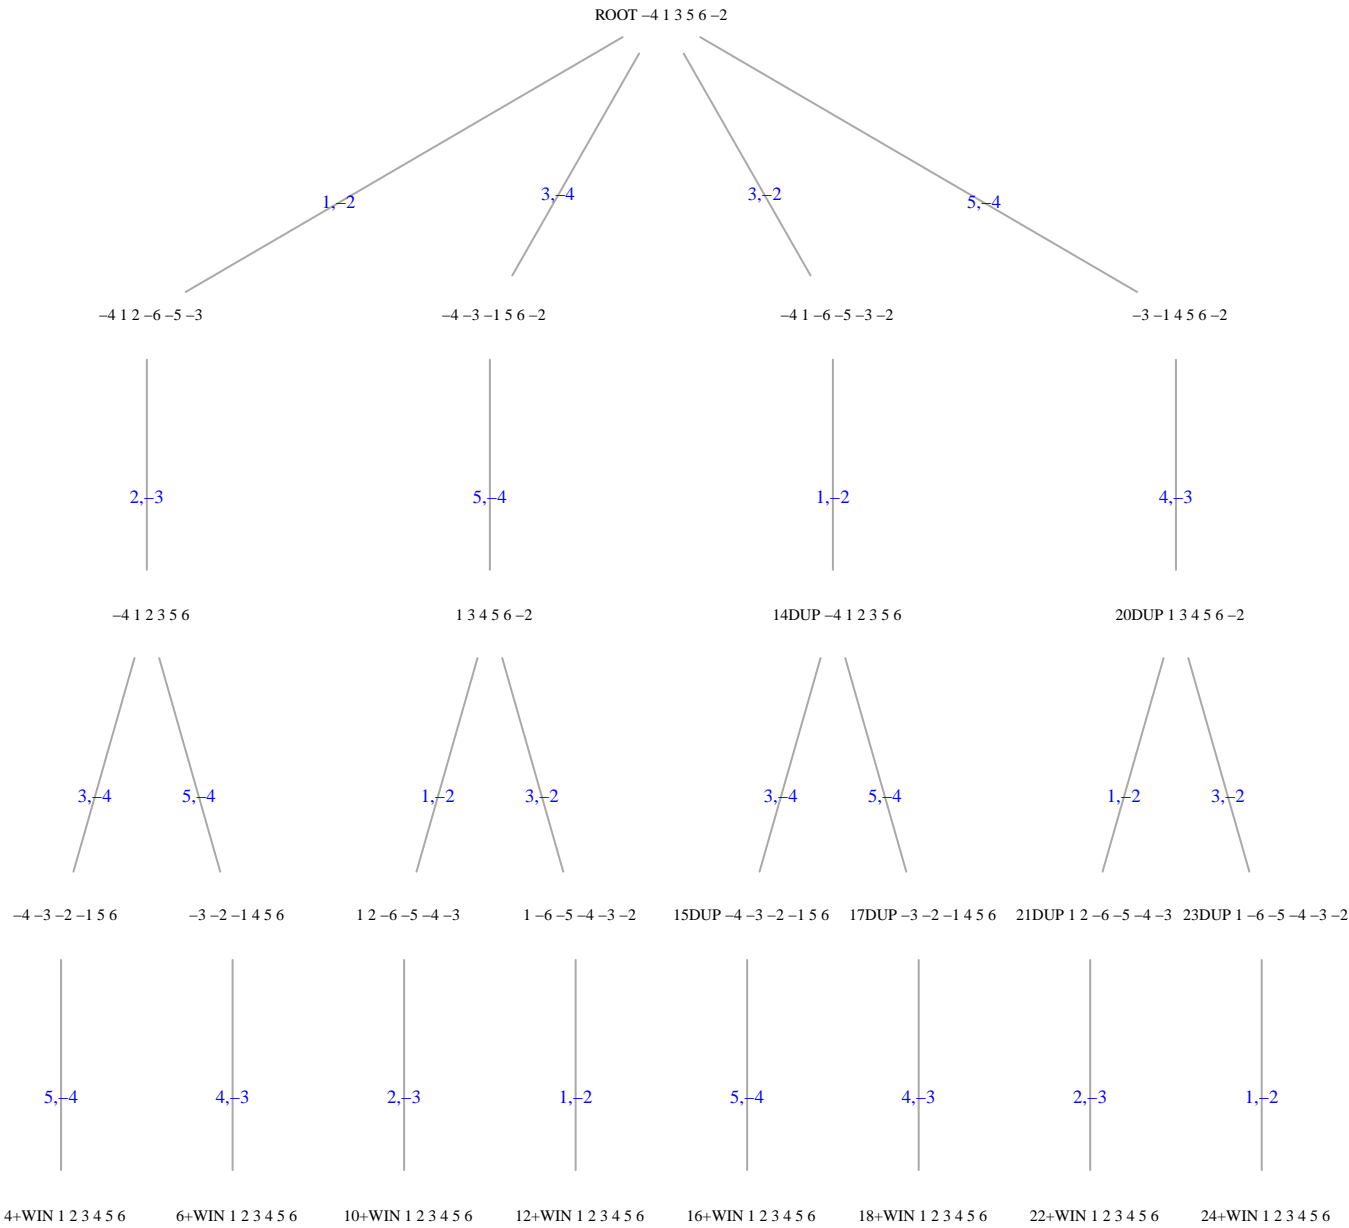 ROOT −4 1 3 5 6 −2
1,−2
3,−4
3,−2
5,−4
−4 1 2 −6 −5 −3
−4 −3 −1 5 6 −2
−4 1 −6 −5 −3 −2
−3 −1 4 5 6 −2
2,−3
5,−4
1,−2
4,−3
−4 1 2 3 5 6
1 3 4 5 6 −2
14DUP −4 1 2 3 5 6
20DUP 1 3 4 5 6 −2
3,−4
5,−4
1,−2
3,−2
3,−4
5,−4
1,−2
3,−2
−4 −3 −2 −1 5 6
−3 −2 −1 4 5 6
1 2 −6 −5 −4 −3
1 −6 −5 −4 −3 −2
15DUP −4 −3 −2 −1 5 6
17DUP −3 −2 −1 4 5 6
21DUP 1 2 −6 −5 −4 −3
23DUP 1 −6 −5 −4 −3 −2
5,−4
4,−3
2,−3
1,−2
5,−4
4,−3
2,−3
1,−2
4+WIN 1 2 3 4 5 6
6+WIN 1 2 3 4 5 6
10+WIN 1 2 3 4 5 6
12+WIN 1 2 3 4 5 6
16+WIN 1 2 3 4 5 6
18+WIN 1 2 3 4 5 6
22+WIN 1 2 3 4 5 6
24+WIN 1 2 3 4 5 6